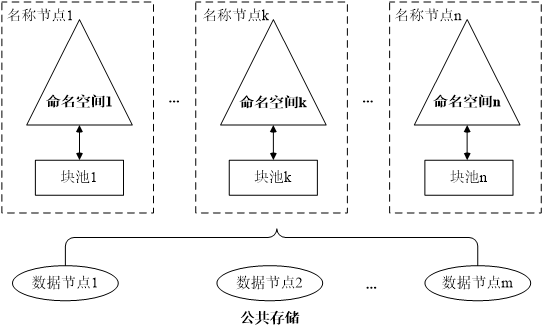 名称节点1
名称节点k
名称节点n
命名空间1
...
命名空间k
...
命名空间n
块池1
块池k
块池n
数据节点1
数据节点2
...
数据节点m
公共存储